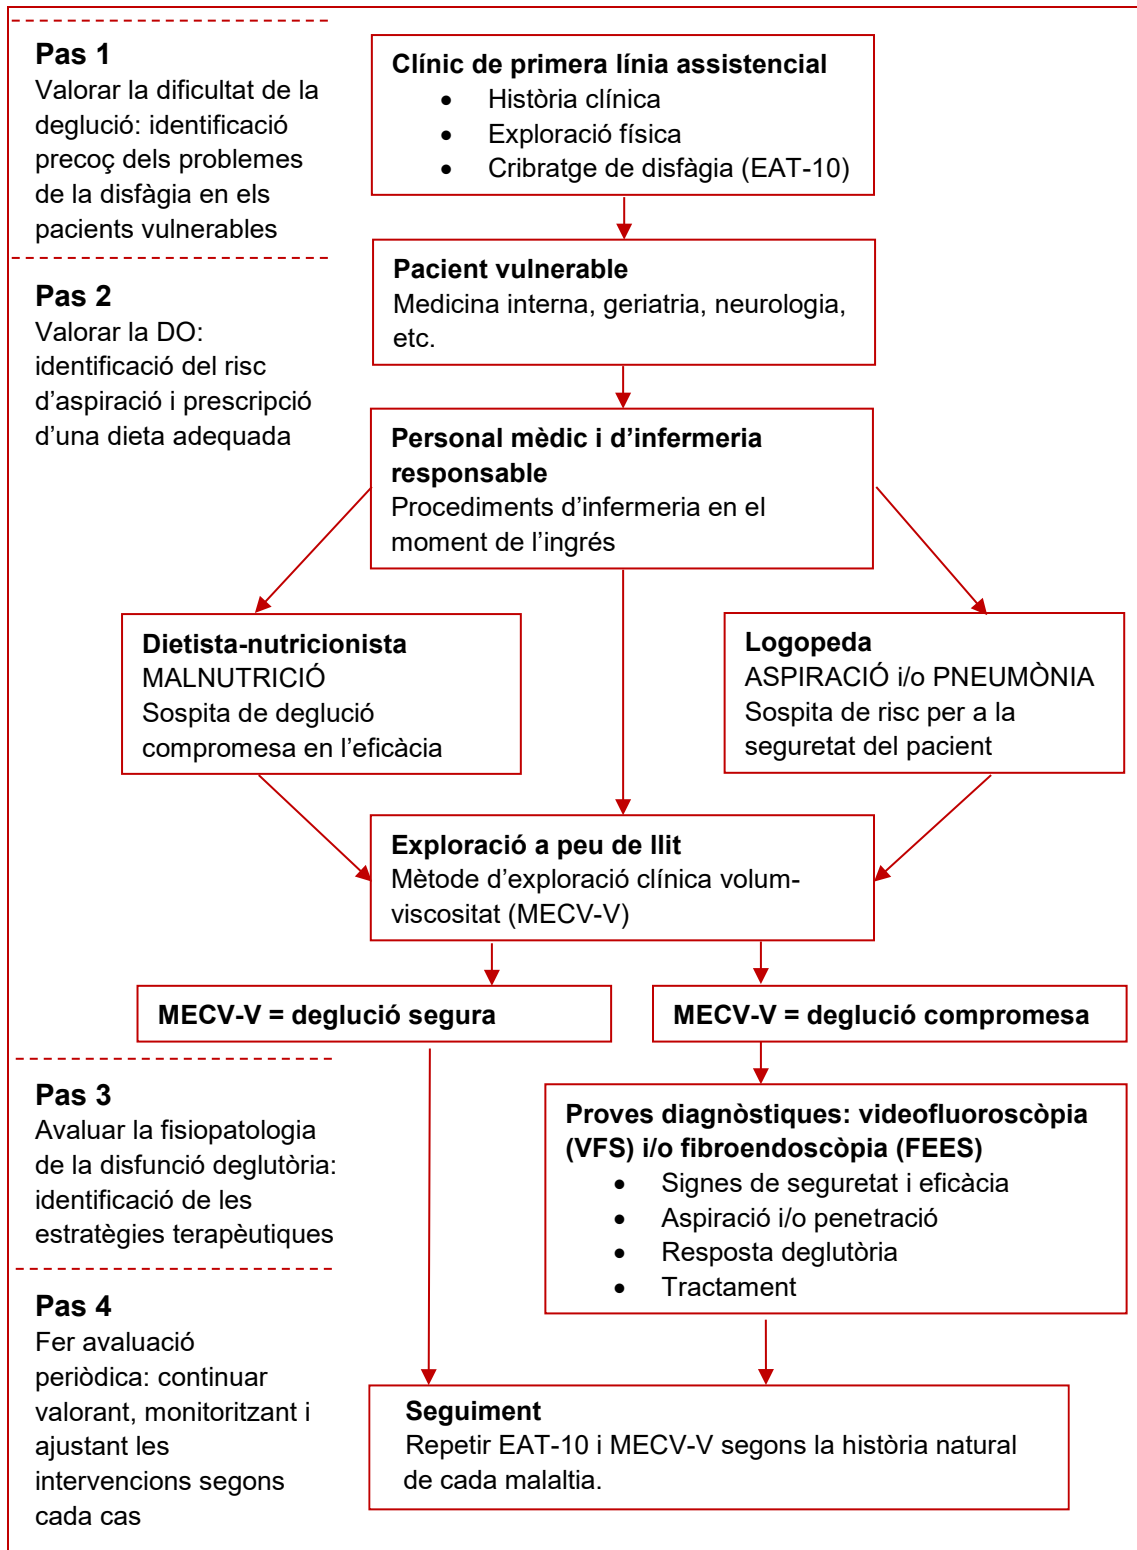 Pas 1
Valorar la dificultat de la
deglució: identificació
precoç dels problemes
de la disfàgia en els
pacients vulnerables
Clínic de primera línia assistencial
• Història clínica
• Exploració física
• Cribratge de disfàgia (EAT-10)
Pas 2
Valorar la DO:
identificació del risc
d’aspiració i prescripció
d’una dieta adequada
Pacient vulnerable
Medicina interna, geriatria, neurologia,
etc.
Personal mèdic i d’infermeria
responsable
Procediments d’infermeria en el
moment de l’ingrés
Dietista-nutricionista
MALNUTRICIÓ
Sospita de deglució
compromesa en l’eficàcia
Logopeda
ASPIRACIÓ i/o PNEUMÒNIA
Sospita de risc per a la
seguretat del pacient
Exploració a peu de llit
Mètode d’exploració clínica volum-
viscositat (MECV-V)
MECV-V = deglució segura
MECV-V = deglució compromesa
Pas 3
Avaluar la fisiopatologia
de la disfunció deglutòria:
identificació de les
estratègies terapèutiques
Proves diagnòstiques: videofluoroscòpia
(VFS) i/o fibroendoscòpia (FEES)
• Signes de seguretat i eficàcia
• Aspiració i/o penetració
• Resposta deglutòria
• Tractament
Pas 4
Fer avaluació
periòdica: continuar
valorant, monitoritzant i
ajustant les
intervencions segons
cada cas
Seguiment
Repetir EAT-10 i MECV-V segons la història natural
de cada malaltia.